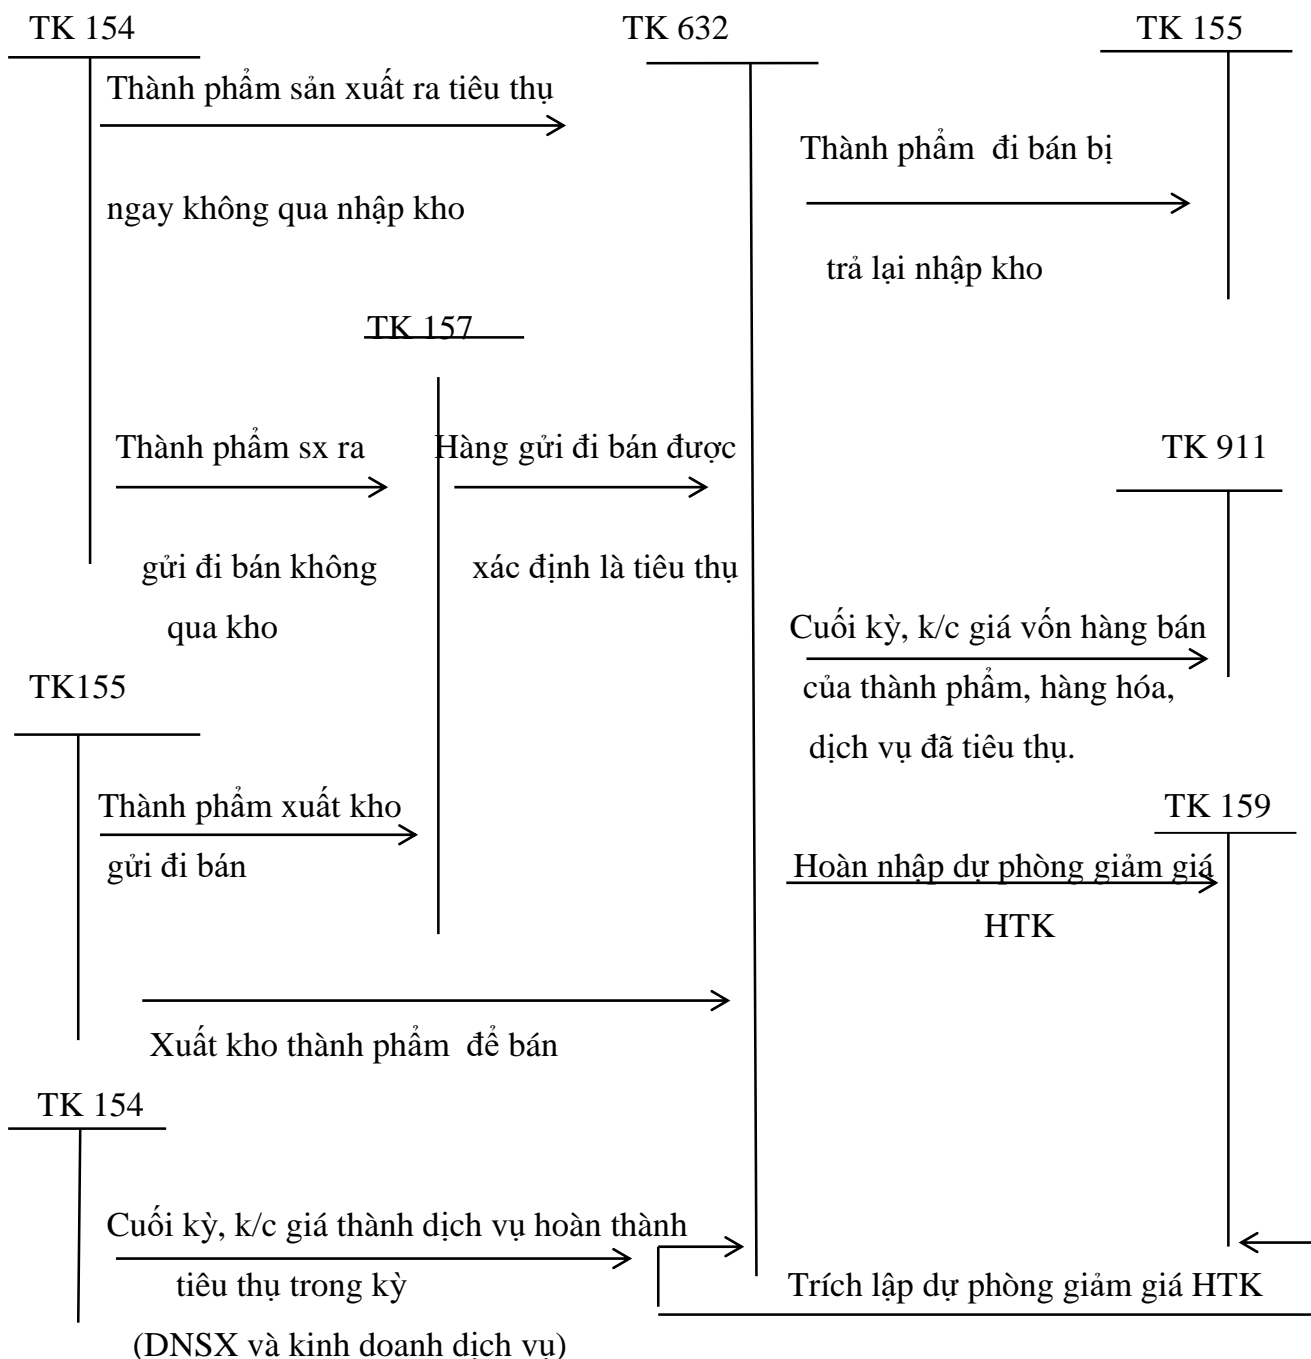 TK 154
TK 632
TK 155
Thành phẩm sản xuất ra tiêu thụ
ngay không qua nhập kho
Thành phẩm đi bán bị
trả lại nhập kho
TK 157
Thành phẩm sx ra
gửi đi bán không
qua kho
Hàng gửi đi bán được
xác định là tiêu thụ
TK 911
Cuối kỳ, k/c giá vốn hàng bán
của thành phẩm, hàng hóa,
dịch vụ đã tiêu thụ.
TK155
Thành phẩm xuất kho
gửi đi bán
TK 159
Hoàn nhập dự phòng giảm giá
HTK
Xuất kho thành phẩm để bán
TK 154
Cuối kỳ, k/c giá thành dịch vụ hoàn thành
tiêu thụ trong kỳ
(DNSX và kinh doanh dịch vụ)
Trích lập dự phòng giảm giá HTK